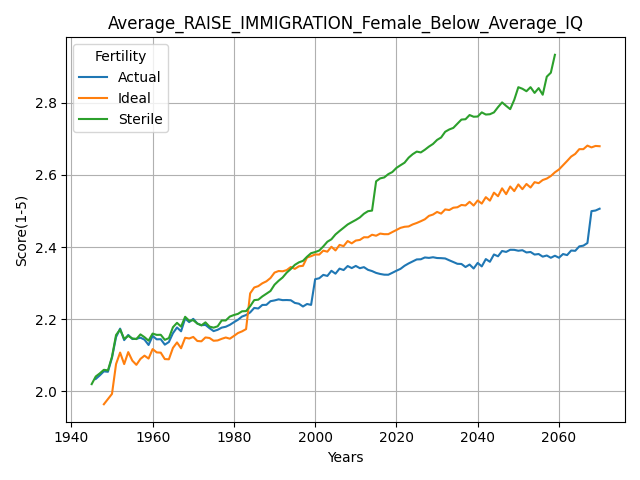 Average_RAISE_IMMIGRATION_Female_Below_Average_IQ
Fertility
Actual
Ideal
Sterile
Score(1-5)
2.8
2.6
2.4
2.2
2.0
1940
1960
1980
2000
2020
2040
2060
Years